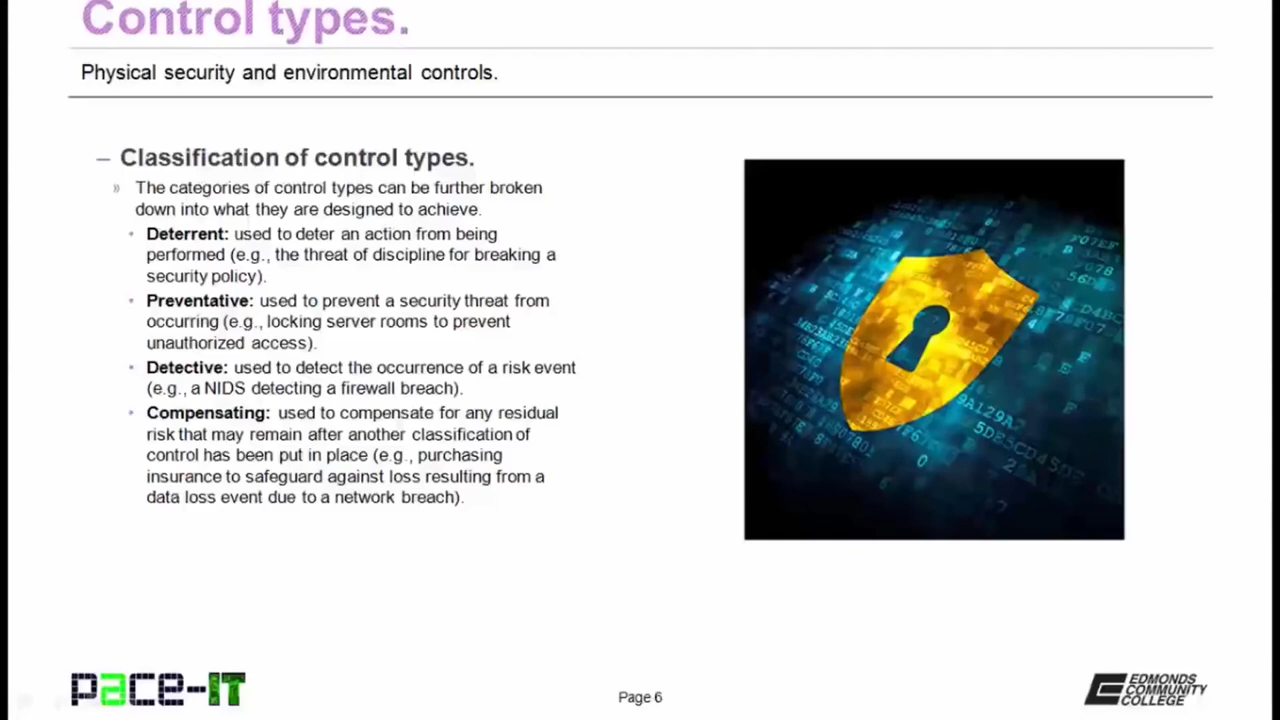 Control types.
Physical security and environmental controls.
– Classification of control types.
» The categories of control types can be further broken
down into what they are designed to achieve.
• Deterrent: used to deter an action from being
performed (e.g., the threat of discipline for breaking a
security policy).
• Preventative: used to prevent a security threat from
occurring (e.g., locking server rooms to prevent
unauthorized access).
• Detective: used to detect the occurrence of a risk event
(e.g., a NIDS detecting a firewall breach).
• Compensating: used to compensate for any residual
risk that may remain after another classification of
control has been put in place (e.g., purchasing
insurance to safeguard against loss resulting from a
data loss event due to a network breach).
pace-IT
Page 6
EDMONDS
COMMUNITY
COLLEGE